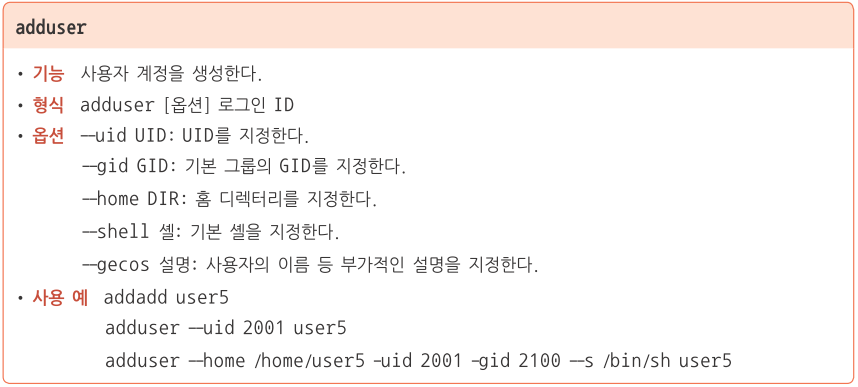 adduser
• 기능 사용자 계정을 생성한다.
• 형식 adduser [옵션] 로그인 ID
• 옵션 --uid UID: UID를 지정한다.
--gid GID: 기본 그룹의 GID를 지정한다.
--home DIR: 홈 디렉터리를 지정한다.
--shell 셸: 기본 셸을 지정한다.
--gecos 설명: 사용자의 이름 등 부가적인 설명을 지정한다.
• 사용 예 addadd user5
adduser --uid 2001 user5
adduser --home /home/user5 -uid 2001 -gid 2100 --s /bin/sh user5